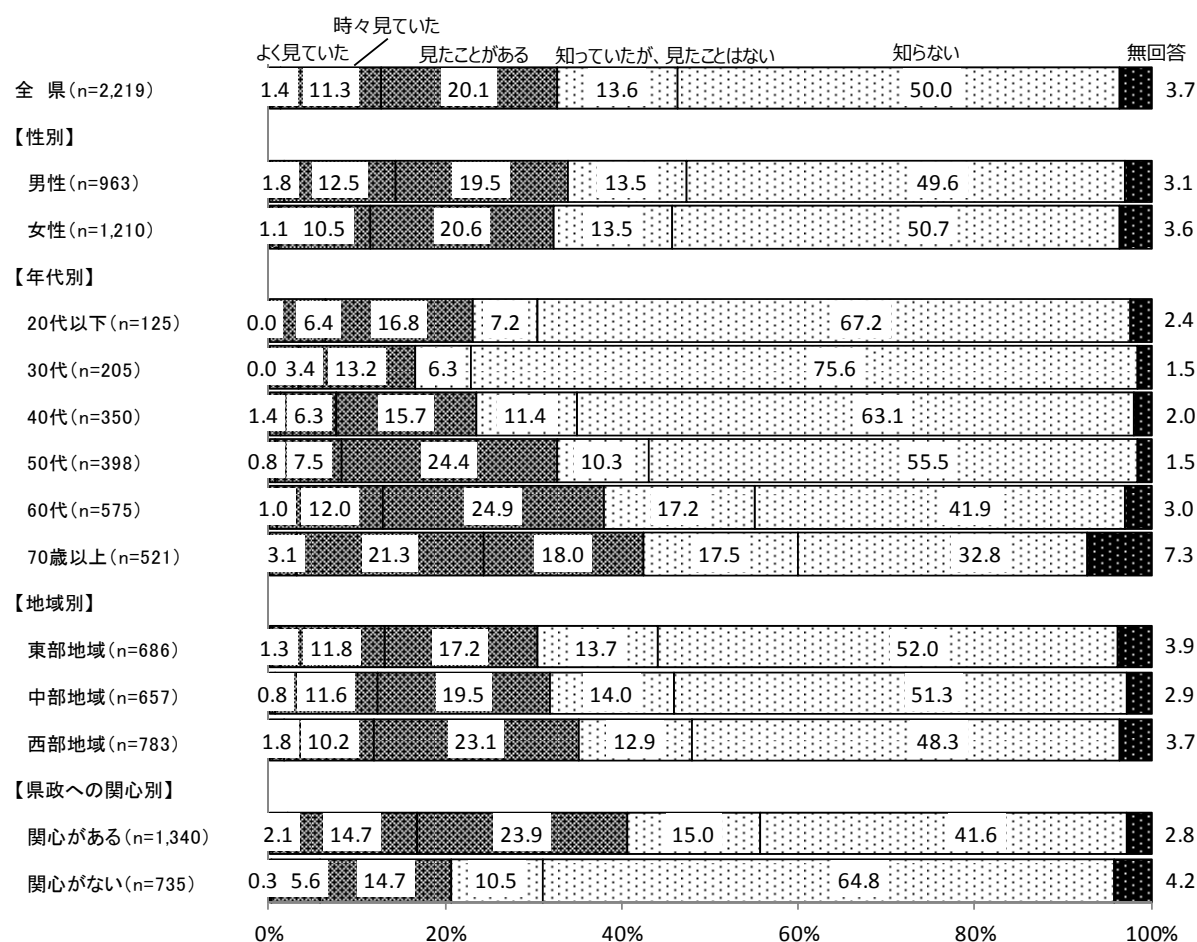 時々見ていた
よく見ていた 見たことがある 知っていたが、見たことはない 知らない 無回答
全 県(n=2,219) 1.4 11.3 20.1 13.6 50.0 3.7
【性別】
男性(n=963) 1.8 12.5 19.5 13.5 49.6 3.1
女性(n=1,210) 1.1 10.5 20.6 13.5 50.7 3.6
【年代別】
20代以下(n=125) 0.0 6.4 16.8 7.2 67.2 2.4
30代(n=205) 0.0 3.4 13.2 6.3 75.6 1.5
40代(n=350) 1.4 6.3 15.7 11.4 63.1 2.0
50代(n=398) 0.8 7.5 24.4 10.3 55.5 1.5
60代(n=575) 1.0 12.0 24.9 17.2 41.9 3.0
70歳以上(n=521) 3.1 21.3 18.0 17.5 32.8 7.3
【地域別】
東部地域(n=686) 1.3 11.8 17.2 13.7 52.0 3.9
中部地域(n=657) 0.8 11.6 19.5 14.0 51.3 2.9
西部地域(n=783) 1.8 10.2 23.1 12.9 48.3 3.7
【県政への関心別】
関心がある(n=1,340) 2.1 14.7 23.9 15.0 41.6 2.8
関心がない(n=735) 0.3 5.6 14.7 10.5 64.8 4.2
0% 20% 40% 60% 80% 100%